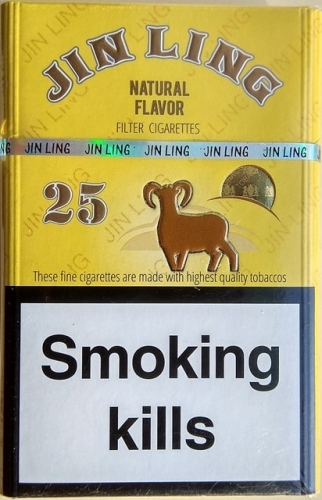 JIN LING
NATURAL
FLAVOR
FILTER CIGARETTES
JIN LING JIN LING JIN LING JIN LING JIN LING
25
These fine cigarettes are made with highest quality tobaccos
Smoking
kills